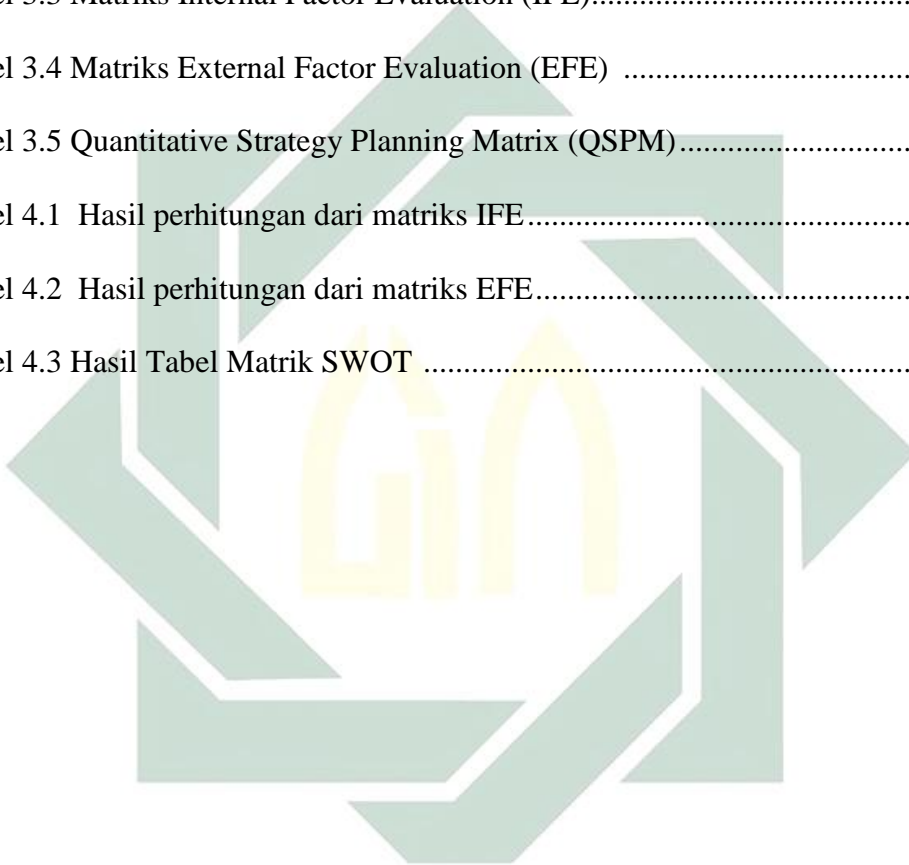 el 3.3 Matriks Internal Factor Evaluation (IFE)..................................
el 3.4 Matriks External Factor Evaluation (EFE) ..................................
el 3.5 Quantitative Strategy Planning Matrix (QSPM)............................
el 4.1 Hasil perhitungan dari matriks IFE...............................................
el 4.2 Hasil perhitungan dari matriks EFE..............................................
el 4.3 Hasil Tabel Matrik SWOT ............................................................